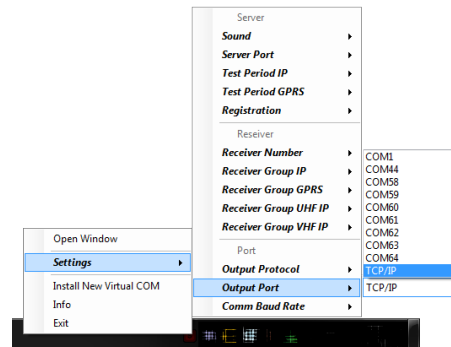 Server
Sound
Server Port
Test Period IP
Test Period GPRS
Registration
Receiver
Receiver Number
Receiver Group IP
Receiver Group GPRS
Receiver Group UHF IP
Receiver Group VHF IP
Port
Output Protocol
Output Port
Comm Baud Rate
COM1
COM44
COM58
COM59
COM60
COM61
COM62
COM63
COM64
TCP/IP
TCP/IP
Open Window
Settings
Install New Virtual COM
Info
Exit